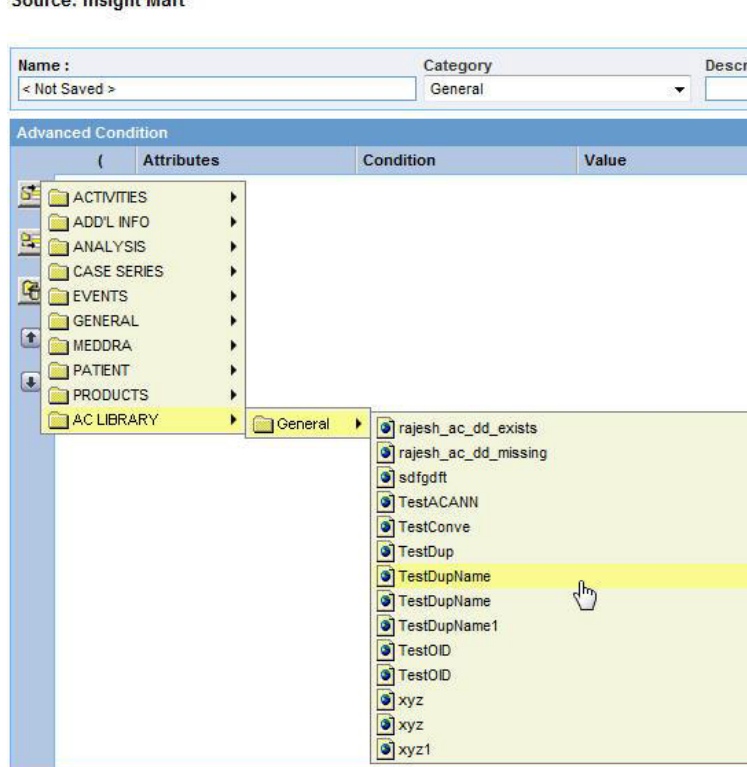 Source: Insight Mart
Name :
Category
Descr
< Not Saved >
General
Advanced Condition
( Attributes Condition Value
ACTIVITIES
ADD'L INFO
ANALYSIS
CASE SERIES
EVENTS
GENERAL
MEDDRA
PATIENT
PRODUCTS
AC LIBRARY
General
rajesh_ac_dd_exists
rajesh_ac_dd_missing
sdfgdft
TestACANN
TestConve
TestDup
TestDupName
TestDupName
TestDupName1
TestOID
TestOID
xyz
xyz
xyz1